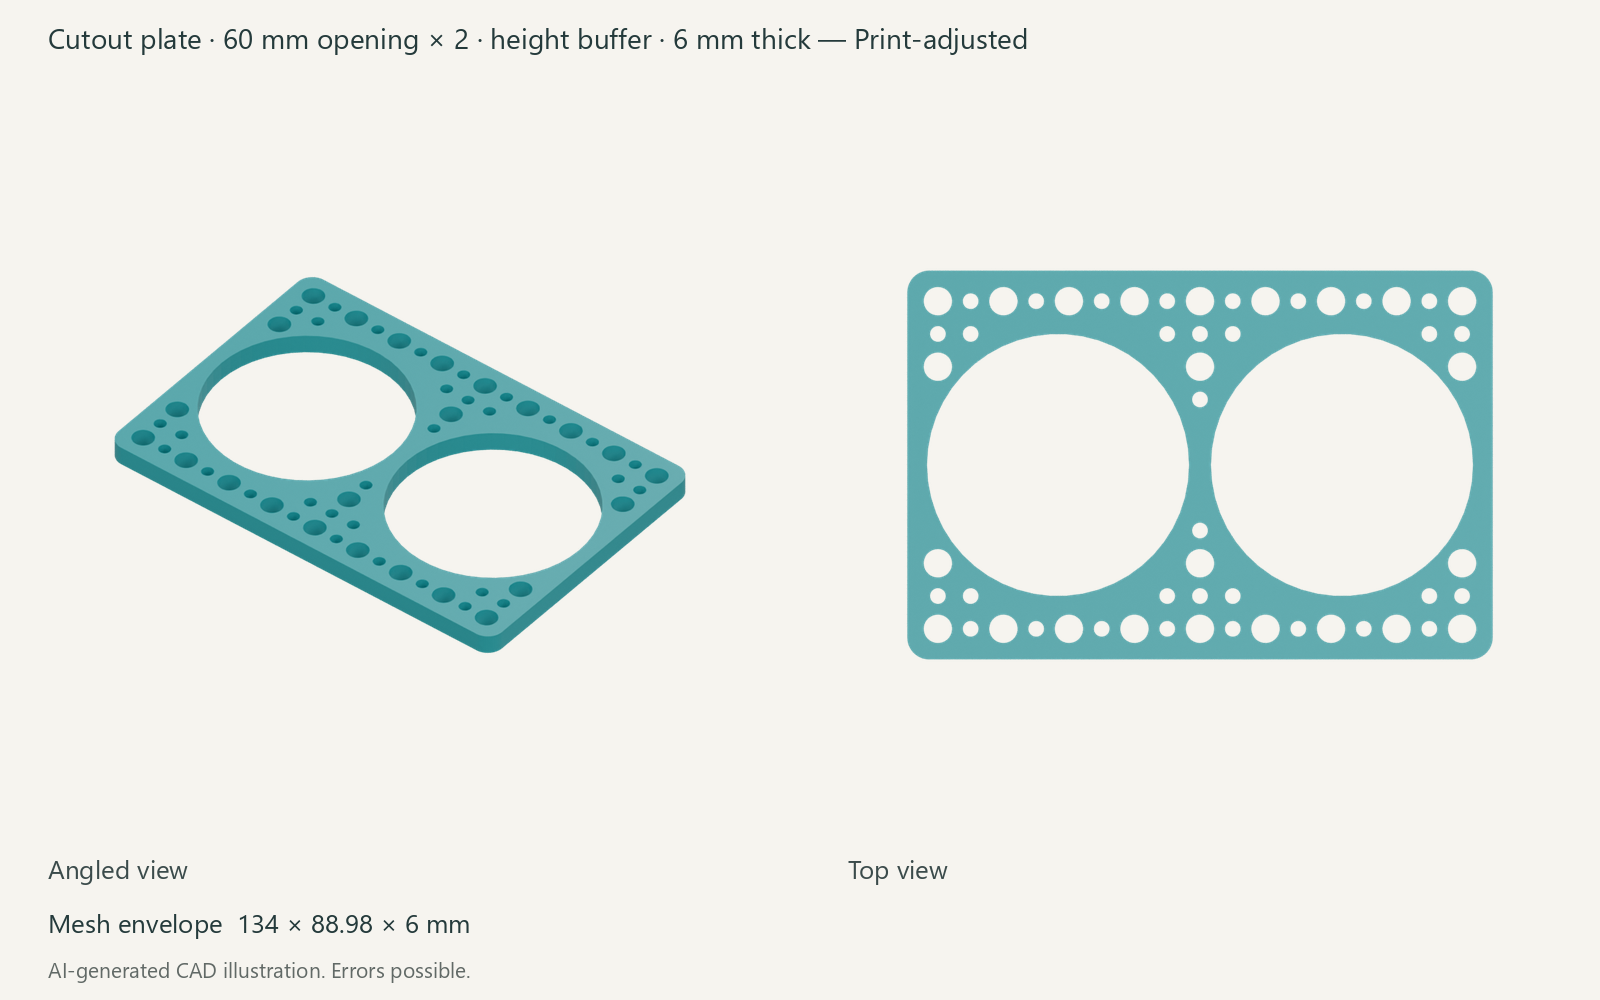 Cutout plate · 60 mm opening × 2 · height buffer · 6 mm thick — Print-adjusted
Angled view
Top view
Mesh envelope 134 × 88.98 × 6 mm
AI-generated CAD illustration. Errors possible.